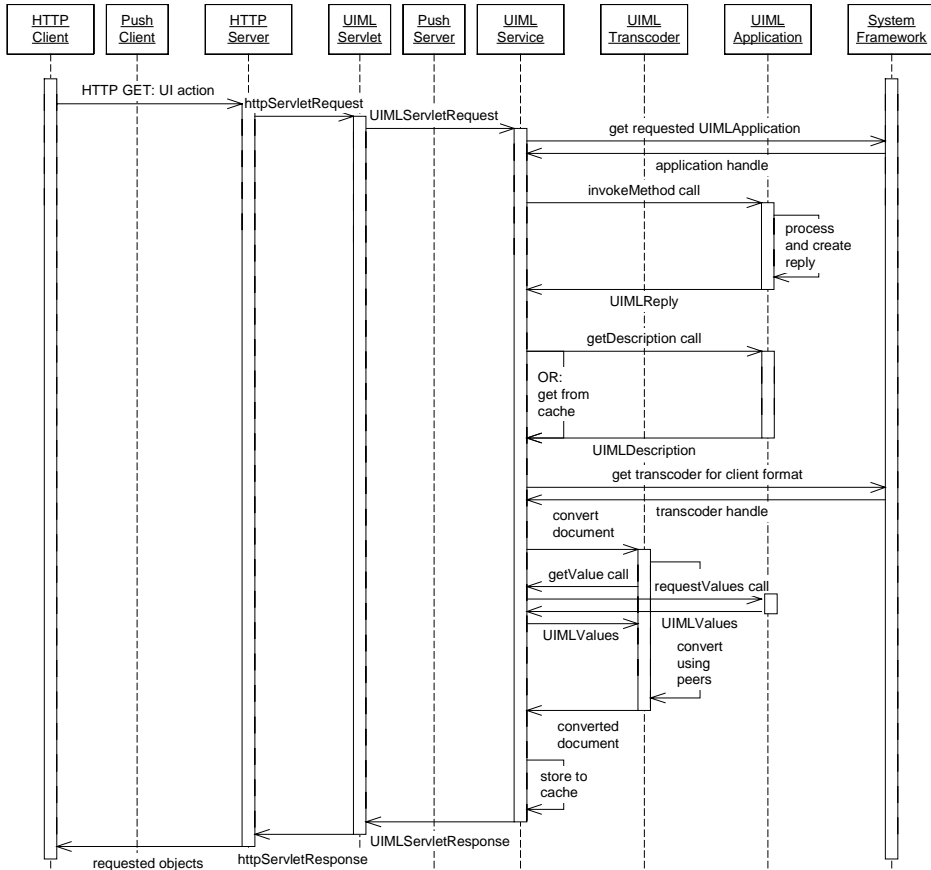 HTTP
Client
Push
Client
HTTP
Server
UIML
Servlet
Push
Server
UIML
Service
UIML
Transcoder
UIML
Application
System
Framework
HTTP GET: UI action
httpServletRequest
UIMLServletRequest
get requested UIMLApplication
application handle
invokeMethod call
process
and create
reply
UIMLReply
getDescription call
OR:
get from
cache
UIMLDescription
get transcoder for client format
transcoder handle
convert
document
getValue call
requestValues call
UIMLValues
UIMLValues
convert
using
peers
converted
document
store to
cache
UIMLServletResponse
httpServletResponse
requested objects